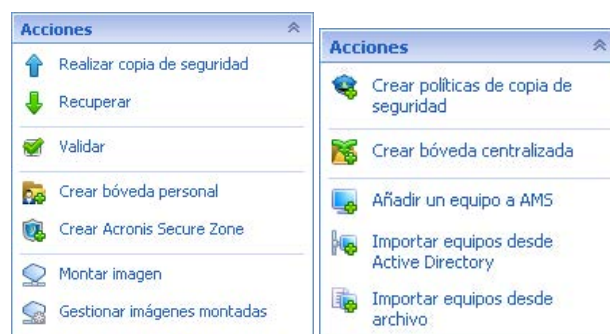 Acciones
Realizar copia de seguridad
Recuperar
Validar
Crear bóveda personal
Crear Acronis Secure Zone
Montar imagen
Gestionar imágenes montadas
Acciones
Crear políticas de copia de
seguridad
Crear bóveda centralizada
Añadir un equipo a AMS
Importar equipos desde
Active Directory
Importar equipos desde
archivo